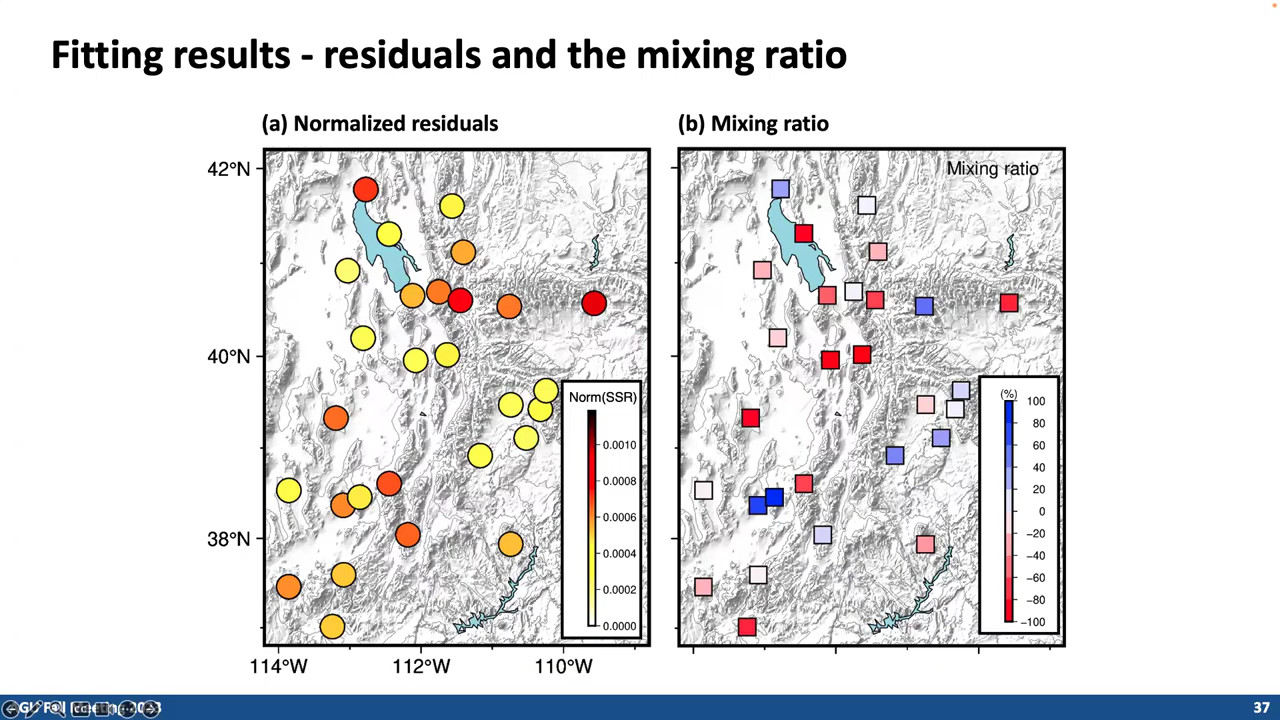 Fitting results - residuals and the mixing ratio
(a) Normalized residuals
(b) Mixing ratio
42°N
40°N
38°N
114°W
112°W
110°W
Norm(SSR)
0.0010
0.0008
0.0006
0.0004
0.0002
0.0000
Mixing ratio
(%)
100
80
60
40
20
0
−20
−40
−60
−80
−100
37